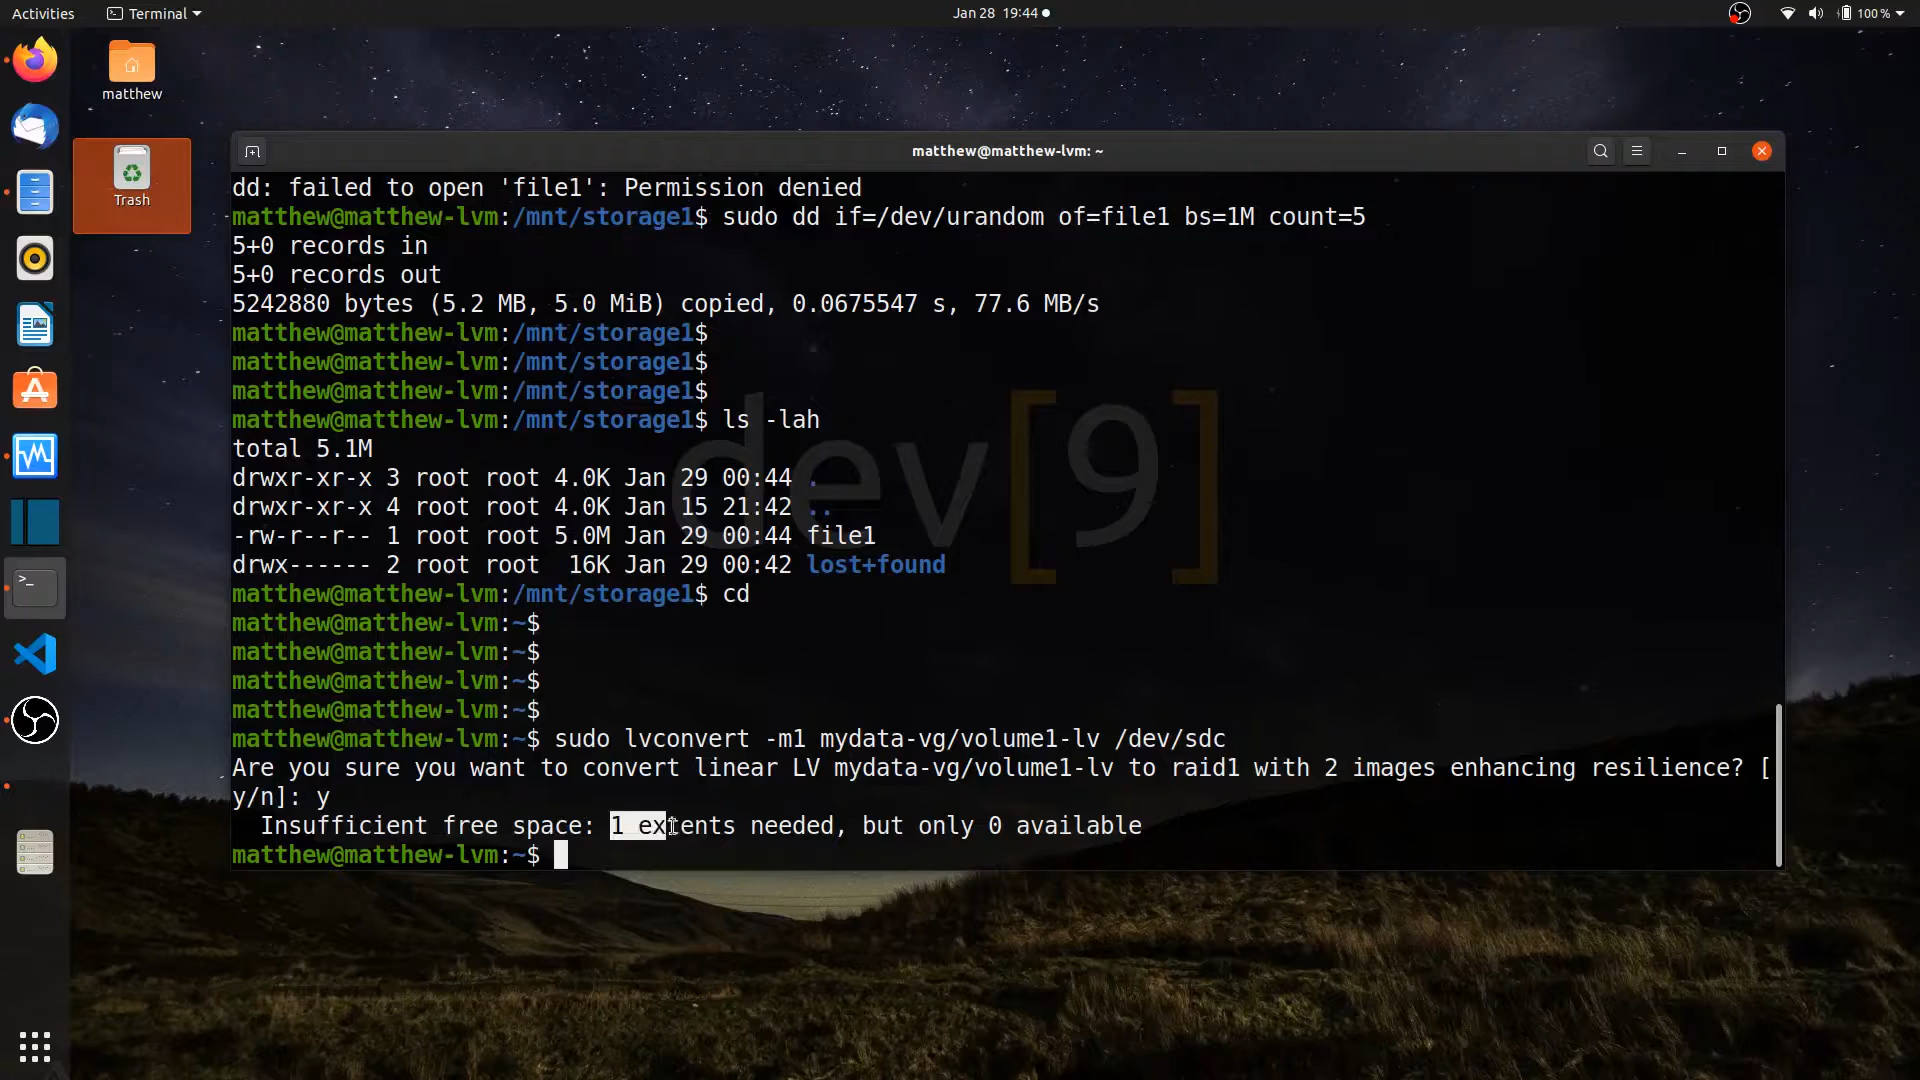 Activities
Terminal
Jan 28 19:44
100 %
matthew
Trash
matthew@matthew-lvm: ~
dd: failed to open 'file1': Permission denied
matthew@matthew-lvm:/mnt/storage1$ sudo dd if=/dev/urandom of=file1 bs=1M count=5
5+0 records in
5+0 records out
5242880 bytes (5.2 MB, 5.0 MiB) copied, 0.0675547 s, 77.6 MB/s
matthew@matthew-lvm:/mnt/storage1$
matthew@matthew-lvm:/mnt/storage1$
matthew@matthew-lvm:/mnt/storage1$
matthew@matthew-lvm:/mnt/storage1$ ls -lah
total 5.1M
drwxr-xr-x 3 root root 4.0K Jan 29 00:44 .
drwxr-xr-x 4 root root 4.0K Jan 15 21:42 ..
-rw-r--r-- 1 root root 5.0M Jan 29 00:44 file1
drwx------ 2 root root  16K Jan 29 00:42 lost+found
matthew@matthew-lvm:/mnt/storage1$ cd
matthew@matthew-lvm:~$
matthew@matthew-lvm:~$
matthew@matthew-lvm:~$
matthew@matthew-lvm:~$
matthew@matthew-lvm:~$ sudo lvconvert -m1 mydata-vg/volume1-lv /dev/sdc
Are you sure you want to convert linear LV mydata-vg/volume1-lv to raid1 with 2 images enhancing resilience? [
y/n]: y
  Insufficient free space: 1 extents needed, but only 0 available
matthew@matthew-lvm:~$
dev[9]